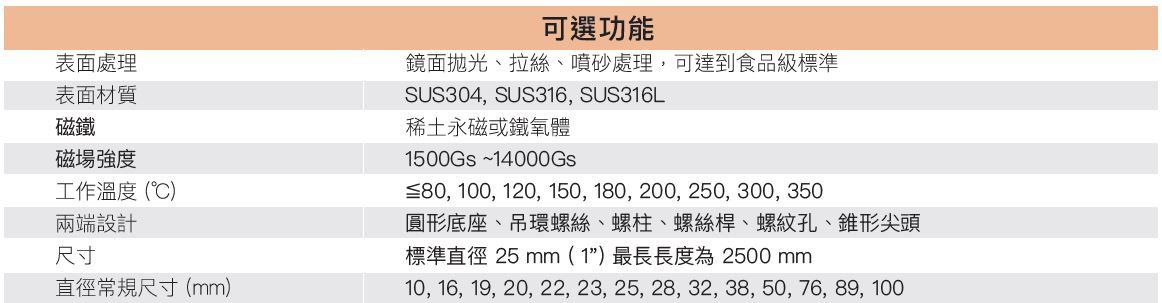 可選功能
表面處理 鏡面拋光、拉絲、噴砂處理，可達到食品級標準
表面材質 SUS304, SUS316, SUS316L
磁鐵 稀土永磁或鐵氧體
磁場強度 1500Gs ~14000Gs
工作溫度 (℃) ≦80, 100, 120, 150, 180, 200, 250, 300, 350
兩端設計 圓形底座、吊環螺絲、螺柱、螺絲桿、螺紋孔、錐形尖頭
尺寸 標準直徑 25 mm ( 1”) 最長長度為 2500 mm
直徑常規尺寸 (mm) 10, 16, 19, 20, 22, 23, 25, 28, 32, 38, 50, 76, 89, 100